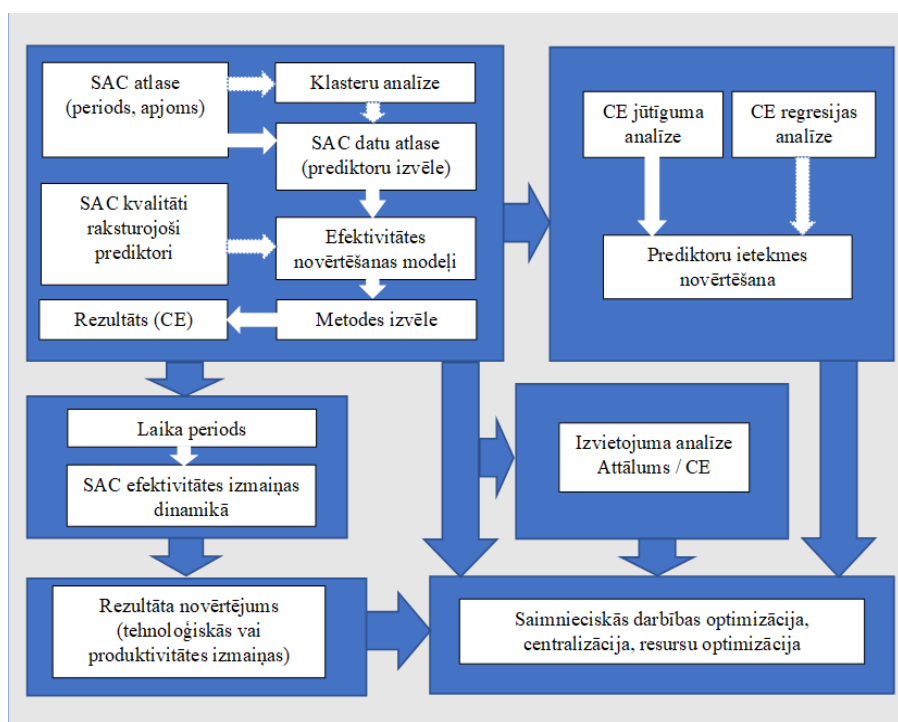 SAC atlase
(periods, apjoms)
Klasteru analīze
SAC datu atlase
(prediktoru izvēle)
SAC kvalitāti
raksturojoši
prediktori
Efektivitātes
novērtēšanas modeļi
Rezultāts (CE)
Metodes izvēle
CE jūtīguma
analīze
CE regresijas
analīze
Prediktoru ietekmes
novērtēšana
Laika periods
SAC efektivitātes izmaiņas
dinamikā
Izvietojuma analīze
Attālums / CE
Rezultāta novērtējums
(tehnoloģiskās vai
produktivitātes izmaiņas)
Saimnieciskās darbības optimizācija,
centralizācija, resursu optimizācija